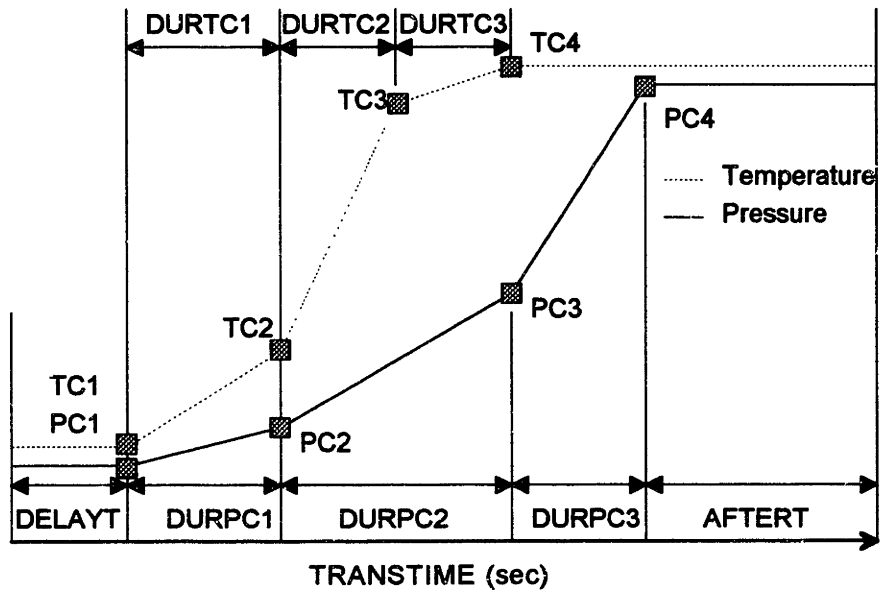 DURTC1 DURTC2 DURTC3
TC4
TC3
PC4
Temperature
Pressure
PC3
TC2
TC1
PC1
PC2
DELAYT DURPC1 DURPC2 DURPC3 AFTERT
TRANSTIME (sec)